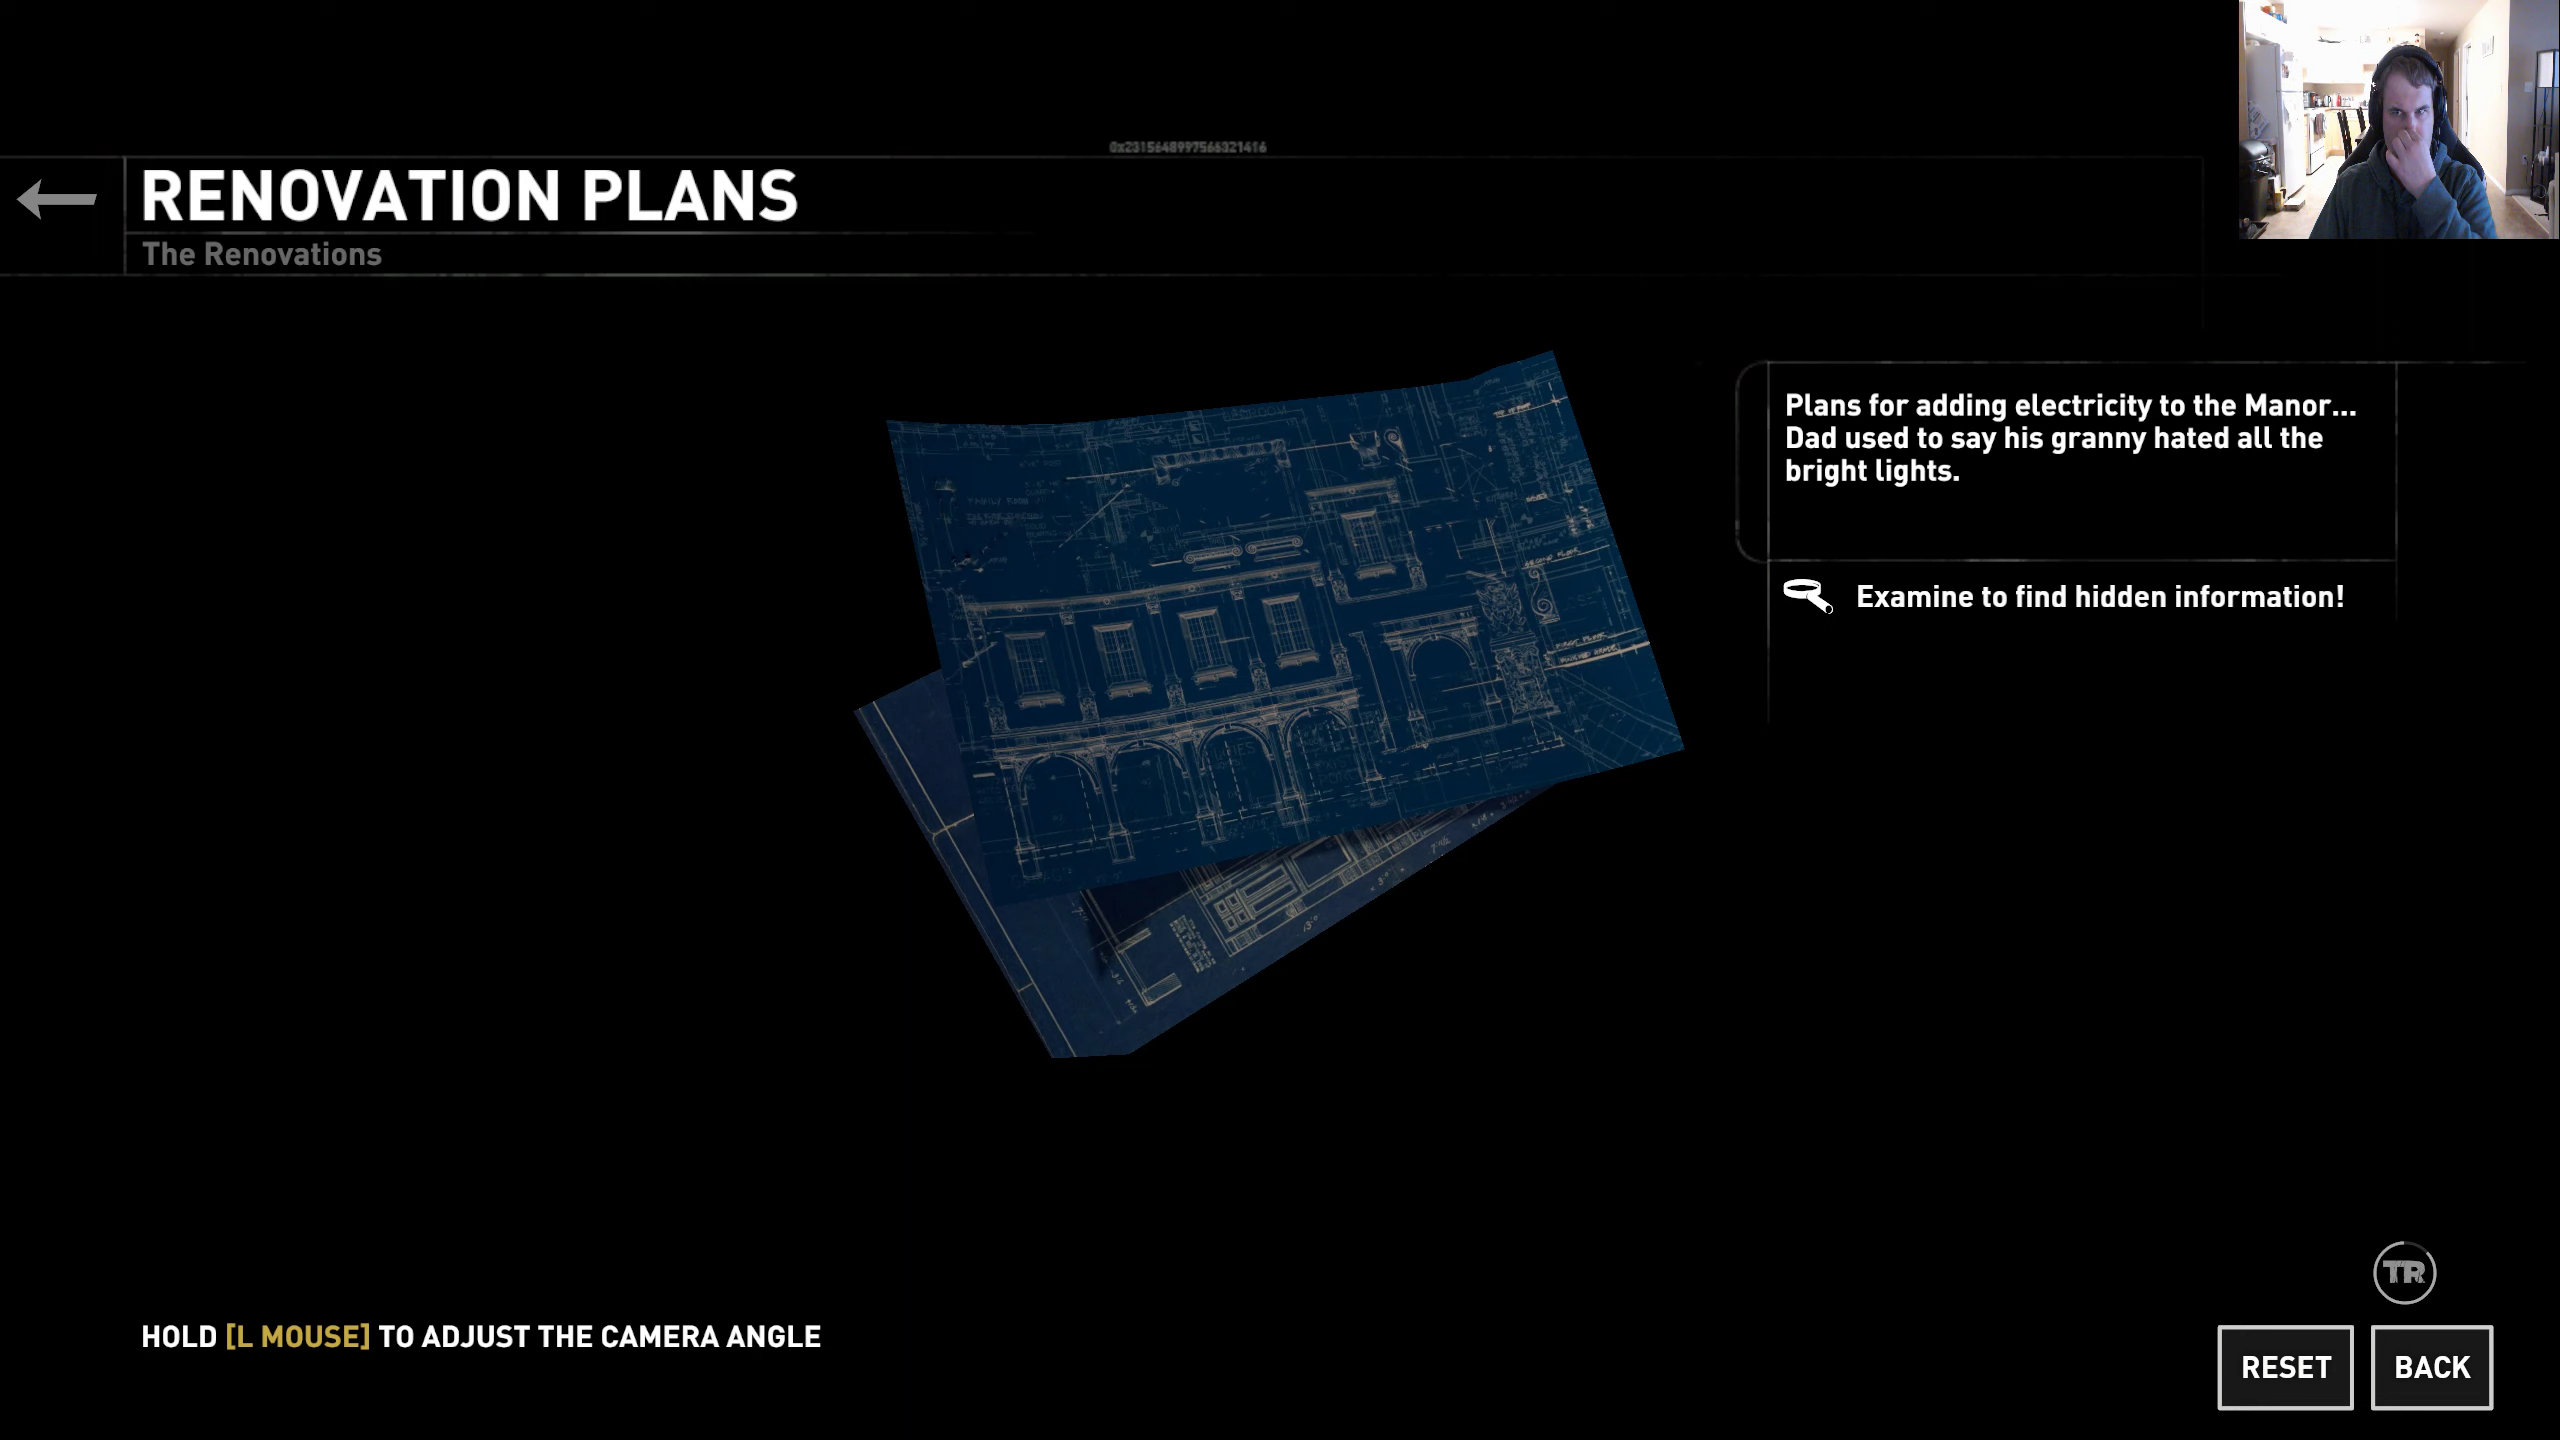 0x2315648997566321416
RENOVATION PLANS
The Renovations
Plans for adding electricity to the Manor...
Dad used to say his granny hated all the
bright lights.
Examine to find hidden information!
TR
HOLD [L MOUSE] TO ADJUST THE CAMERA ANGLE
RESET
BACK